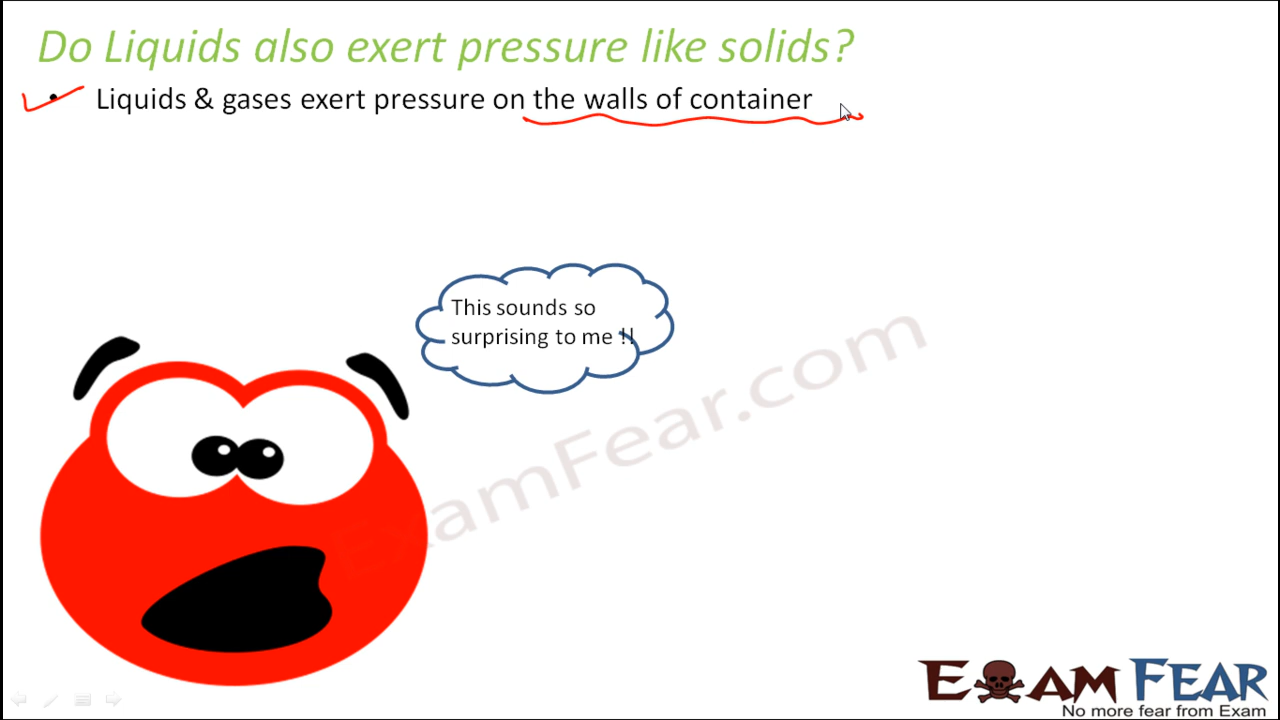 Do Liquids also exert pressure like solids?
• Liquids & gases exert pressure on the walls of container
This sounds so
surprising to me !!
ExamFear.com
EXAM FEAR
No more fear from Exam